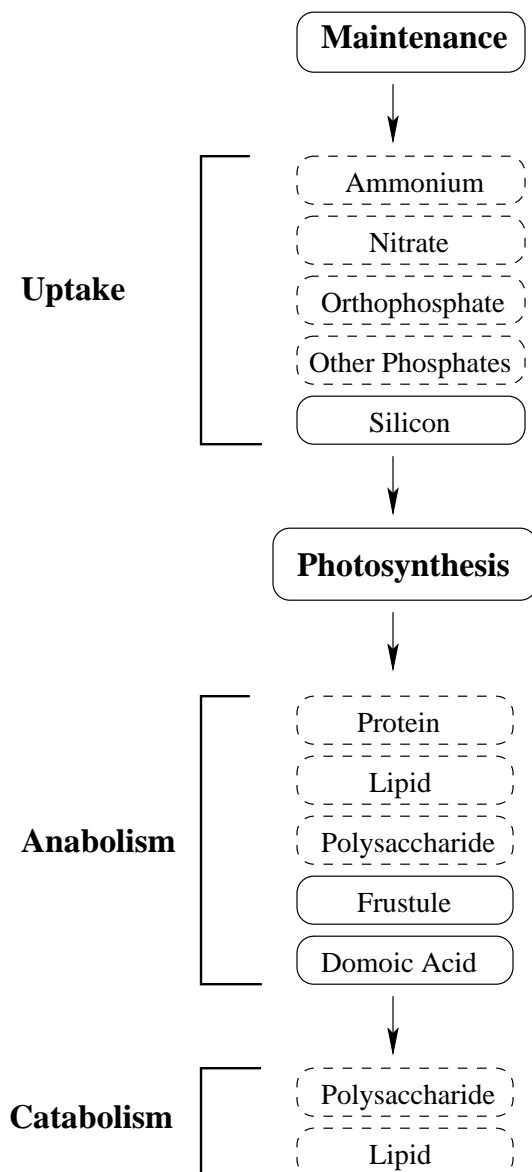 Maintenance
Uptake
Ammonium
Nitrate
Orthophosphate
Other Phosphates
Silicon
Photosynthesis
Anabolism
Protein
Lipid
Polysaccharide
Frustule
Domoic Acid
Catabolism
Polysaccharide
Lipid